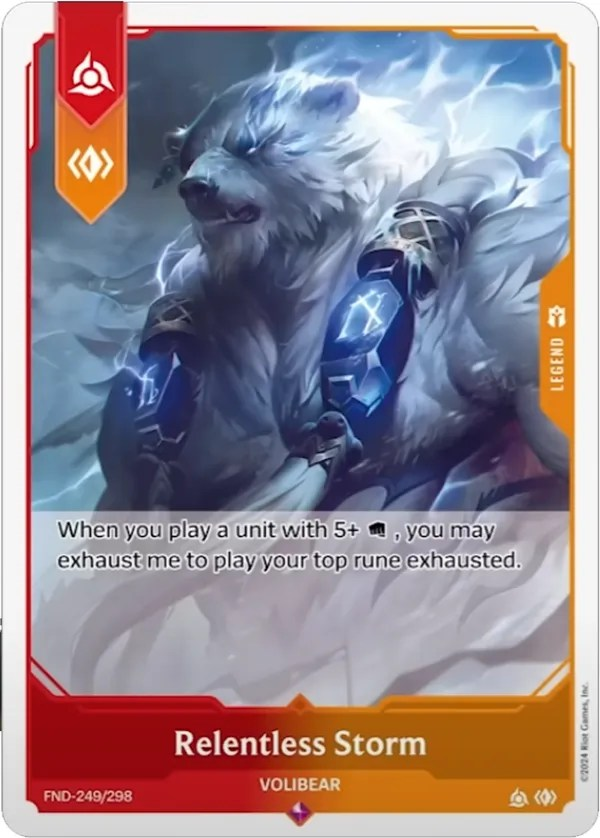 LEGEND
When you play a unit with 5+ , you may
exhaust me to play your top rune exhausted.
Relentless Storm
VOLIBEAR
FND-249/298
©2024 Riot Games, Inc.